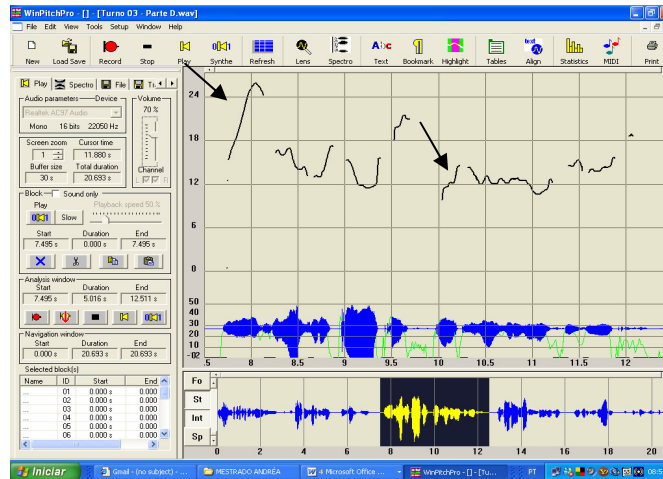 WinPitchPro - [] - [Turno 03 - Parte D.wav]
File Edit View Tools Setup Window Help
New Load Save Record Stop Play Synthe Refresh Lens Spectro Text Bookmark Highlight Tables Align Statistics MIDI Print
Play Spectro File
Audio parameters Device Volume
Realtek AC97 Audio 70 %
Mono 16 bits 22050 Hz
Screen zoom Cursor time
1 11.880 s
Buffer size Total duration
30 s 20.693 s
Channel
L R
Block Sound only
Play Playback speed 50 %
Slow
Start Duration End
7.495 s 0.000 s 7.495 s
Analysis window
Start Duration End
7.495 s 5.016 s 12.511 s
Navigation window
Start Duration End
0.000 s 20.693 s 20.693 s
Selected block(s)
Name ID Start End
... 01 0.000 s 0.000
... 02 0.000 s 0.000
... 03 0.000 s 0.000
... 04 0.000 s 0.000
... 05 0.000 s 0.000
... 06 0.000 s 0.000
24
18
12
6
0
50
40
30
20
10
-02
.5 8 8.5 9 9.5 10 10.5 11 11.5 12 12.5
Fo
St
Int
Sp
0 2 4 6 8 10 12 14 16 18 20
Iniciar Gmail - (no subject) - ... MESTRADO ANDRÉA 4 Microsoft Office ... WinPitchPro - [] - [Tu... PT 08:5